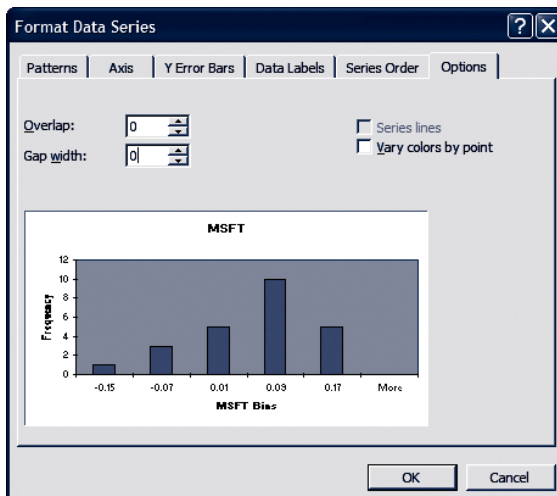 Format Data Series
Patterns Axis Y Error Bars Data Labels Series Order Options
Overlap: 0
Series lines
Gap width: 0
Vary colors by point
MSFT
12
10
8
6
4
2
0
Frequency
-0.15 -0.07 0.01 0.09 0.17 More
MSFT Bins
OK Cancel